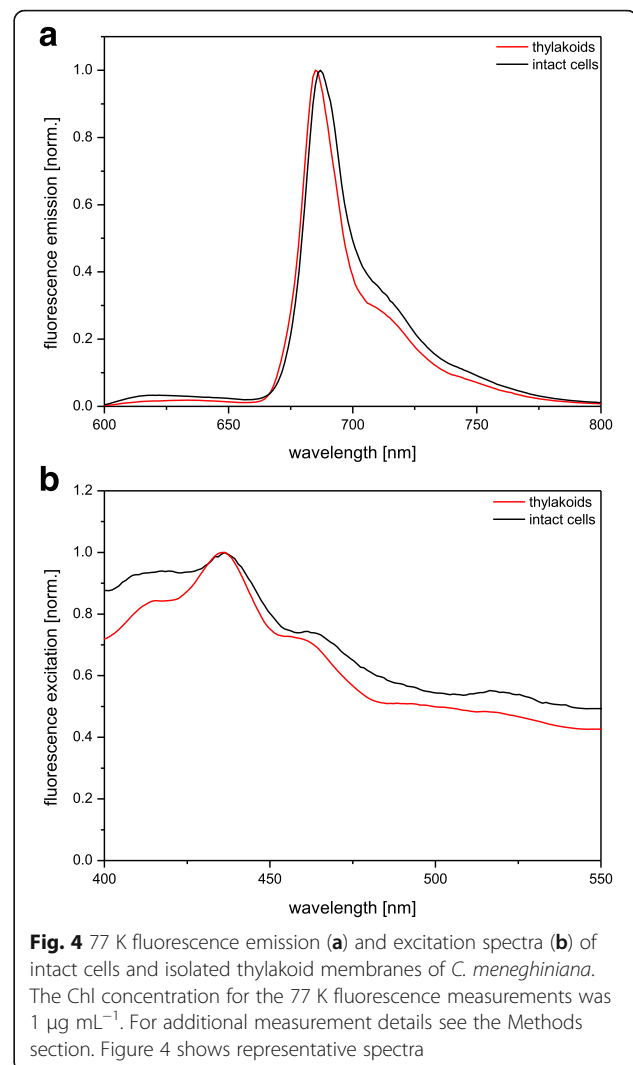 a
thylakoids
intact cells
1.0
0.8
0.6
0.4
0.2
0.0
fluorescence emission [norm.]
600 650 700 750 800
wavelength [nm]
b
thylakoids
intact cells
1.2
1.0
0.8
0.6
0.4
0.2
0.0
fluorescence excitation [norm.]
400 450 500 550
wavelength [nm]
Fig. 4 77 K fluorescence emission (a) and excitation spectra (b) of
intact cells and isolated thylakoid membranes of C. meneghiniana.
The Chl concentration for the 77 K fluorescence measurements was
1 μg mL⁻¹. For additional measurement details see the Methods
section. Figure 4 shows representative spectra